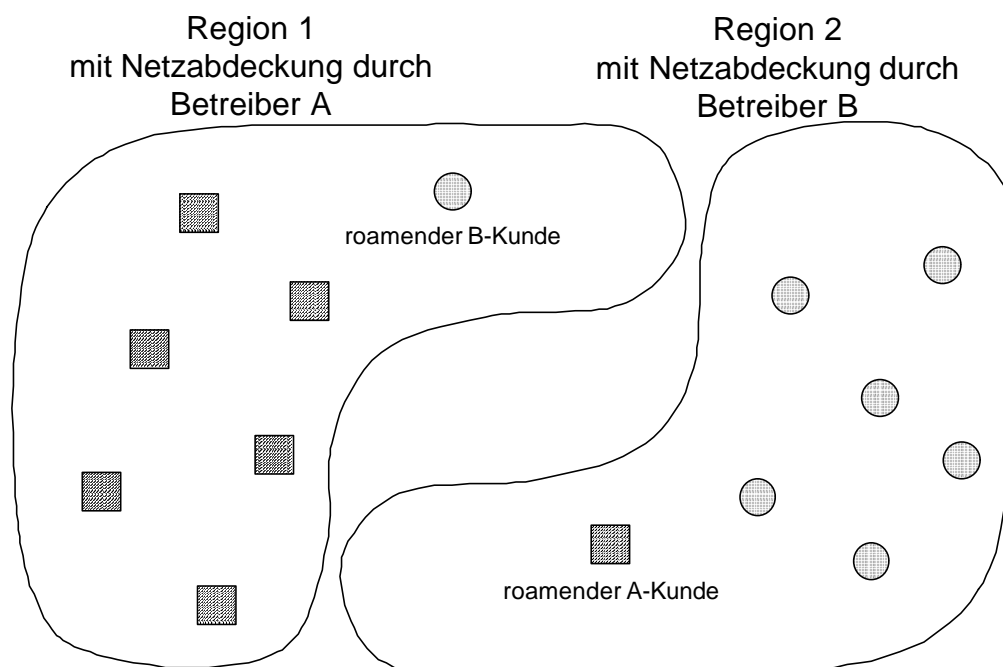 Region 1
mit Netzabdeckung durch
Betreiber A
Region 2
mit Netzabdeckung durch
Betreiber B
roamender B-Kunde
roamender A-Kunde